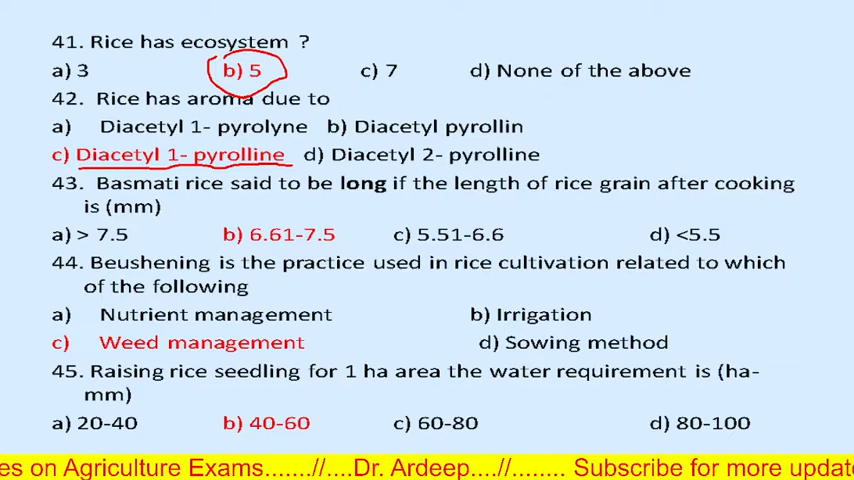 41. Rice has ecosystem ?
a) 3 b) 5 c) 7 d) None of the above
42. Rice has aroma due to
a) Diacetyl 1- pyrolyne b) Diacetyl pyrollin
c) Diacetyl 1- pyrolline d) Diacetyl 2- pyrolline
43. Basmati rice said to be long if the length of rice grain after cooking
is (mm)
a) > 7.5 b) 6.61-7.5 c) 5.51-6.6 d) <5.5
44. Beushening is the practice used in rice cultivation related to which
of the following
a) Nutrient management b) Irrigation
c) Weed management d) Sowing method
45. Raising rice seedling for 1 ha area the water requirement is (ha-
mm)
a) 20-40 b) 40-60 c) 60-80 d) 80-100
es on Agriculture Exams.......//....Dr. Ardeep....//........ Subscribe for more update